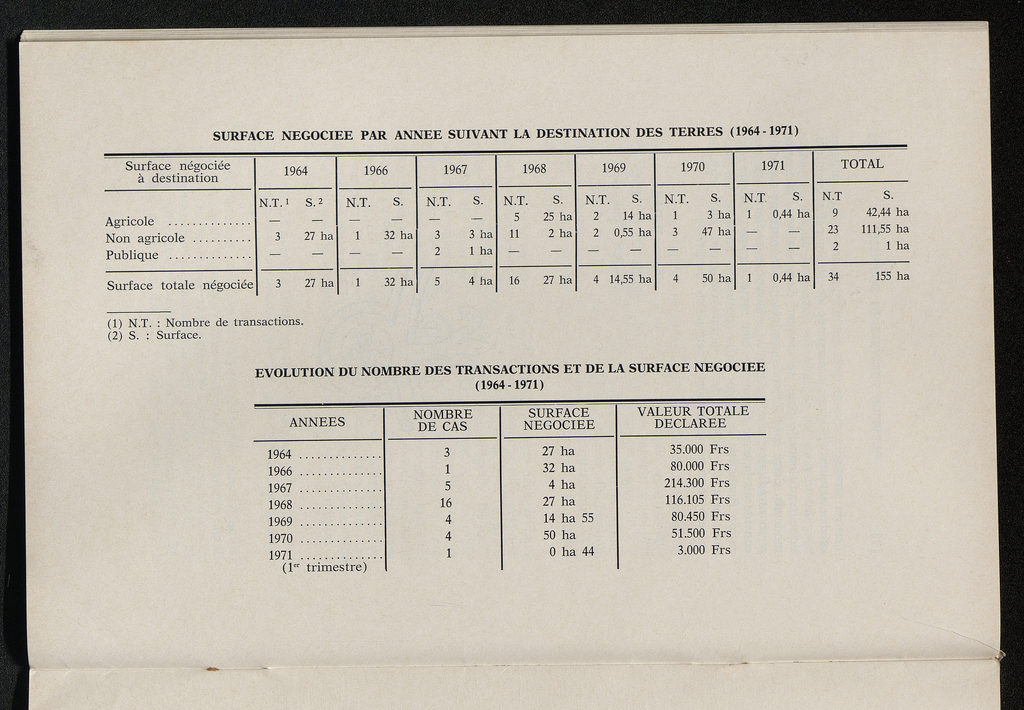 SURFACE NEGOCIEE PAR ANNEE SUIVANT LA DESTINATION DES TERRES (1964 - 1971)
Surface négociée à destination 1964 1966 1967 1968 1969 1970 1971 TOTAL
N.T.¹ S.² N.T. S. N.T. S. N.T. S. N.T. S. N.T. S. N.T. S. N.T S.
Agricole .............. — — — — — — 5 25 ha 2 14 ha 1 3 ha 1 0,44 ha 9 42,44 ha
Non agricole .......... 3 27 ha 1 32 ha 3 3 ha 11 2 ha 2 0,55 ha 3 47 ha — — 23 111,55 ha
Publique .............. — — — — 2 1 ha — — — — — — — — 2 1 ha
Surface totale négociée 3 27 ha 1 32 ha 5 4 ha 16 27 ha 4 14,55 ha 4 50 ha 1 0,44 ha 34 155 ha
(1) N.T. : Nombre de transactions.
(2) S. : Surface.
EVOLUTION DU NOMBRE DES TRANSACTIONS ET DE LA SURFACE NEGOCIEE
(1964 - 1971)
ANNEES NOMBRE DE CAS SURFACE NEGOCIEE VALEUR TOTALE DECLAREE
1964 .............. 3 27 ha 35.000 Frs
1966 .............. 1 32 ha 80.000 Frs
1967 .............. 5 4 ha 214.300 Frs
1968 .............. 16 27 ha 116.105 Frs
1969 .............. 4 14 ha 55 80.450 Frs
1970 .............. 4 50 ha 51.500 Frs
1971 .............. 1 0 ha 44 3.000 Frs
(1er trimestre)